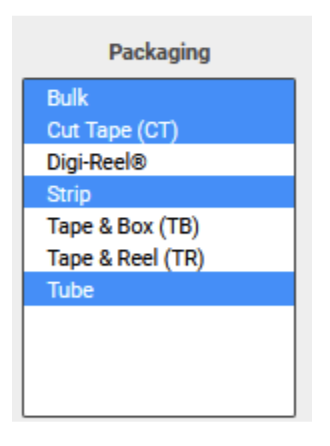 Packaging
Bulk
Cut Tape (CT)
Digi-Reel®
Strip
Tape & Box (TB)
Tape & Reel (TR)
Tube